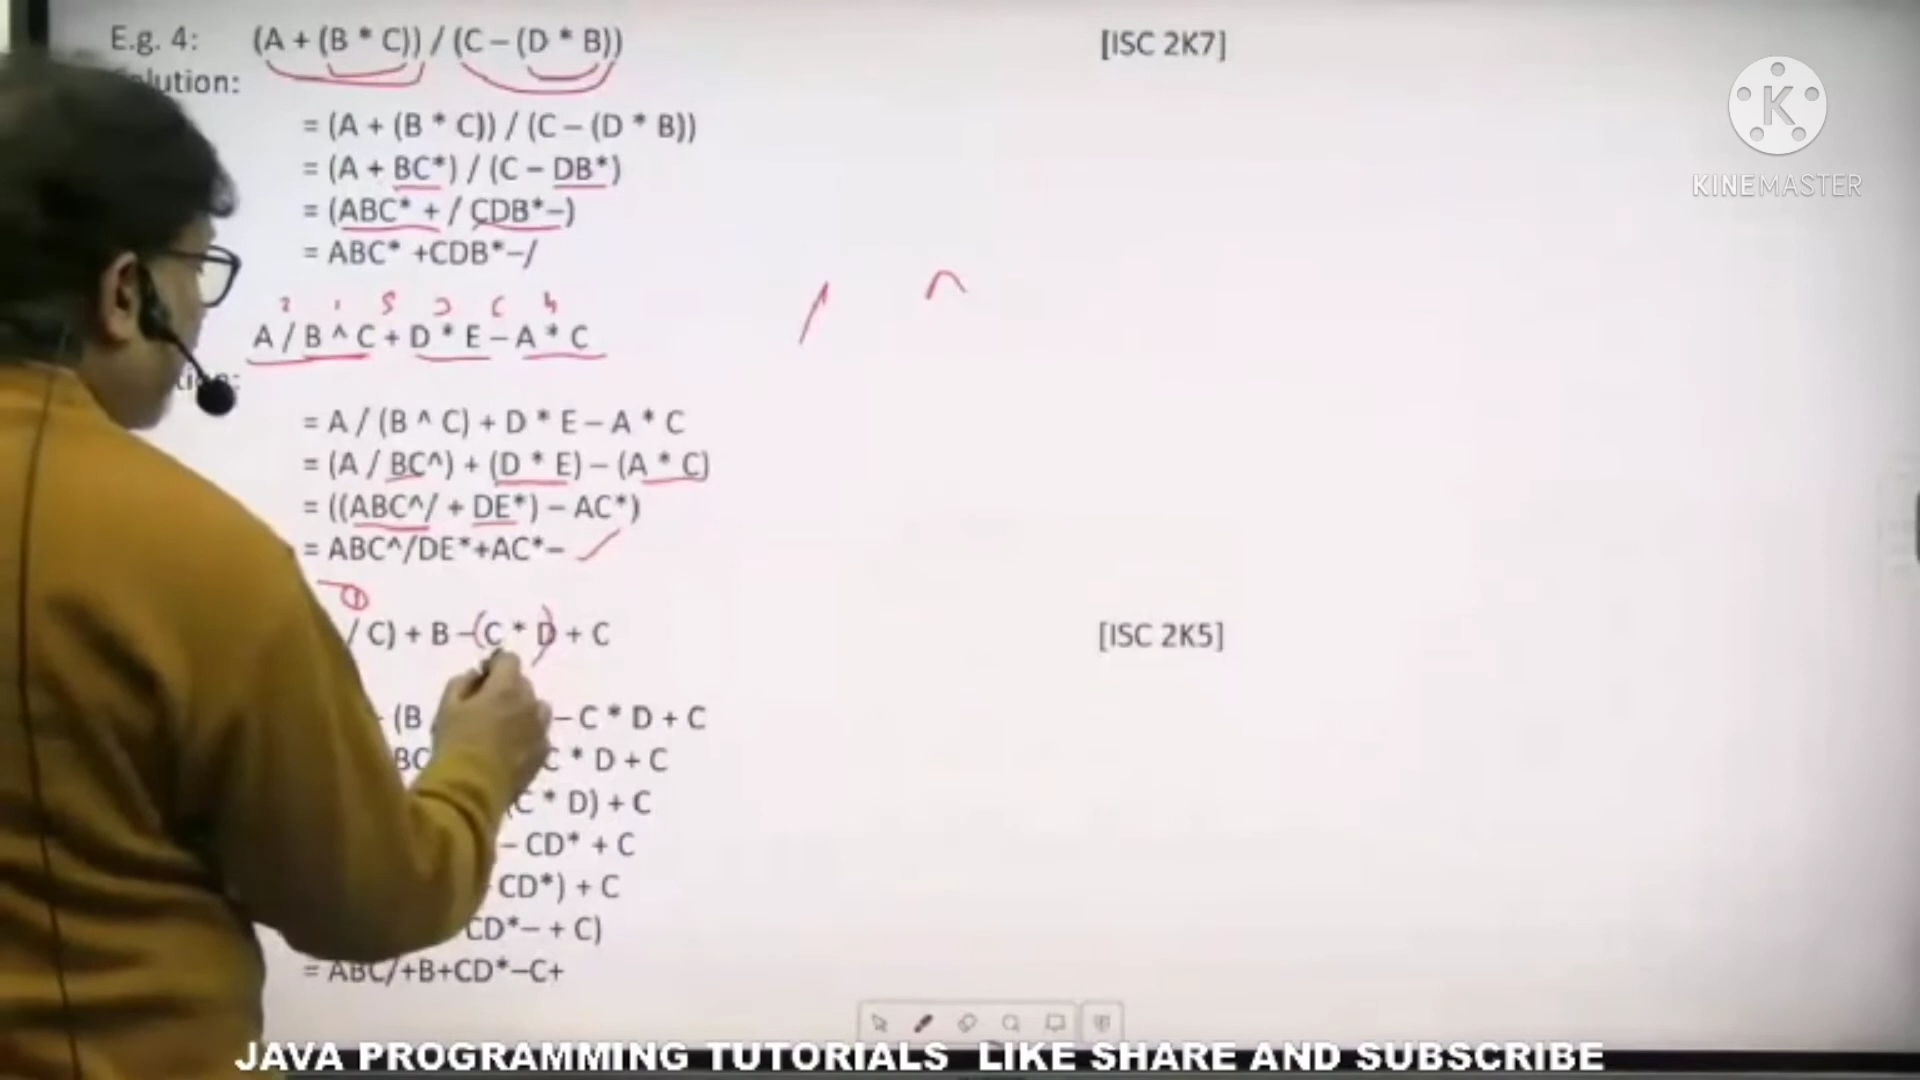 E.g. 4: (A + (B * C)) / (C – (D * B)) [ISC 2K7]
= (A + (B * C)) / (C – (D * B))
= (A + BC*) / (C – DB*)
= (ABC* + / CDB*–)
= ABC* +CDB*–/
A / B ^ C + D * E – A * C
= A / (B ^ C) + D * E – A * C
= (A / BC^) + (D * E) – (A * C)
= ((ABC^/ + DE*) – AC*)
= ABC^/DE*+AC*–
/ C) + B –(C * D) + C [ISC 2K5]
(B – C * D + C
BC C * D + C
(C * D) + C
– CD* + C
CD*) + C
CD*– + C)
= ABC/+B+CD*–C+
K
KINEMASTER
JAVA PROGRAMMING TUTORIALS LIKE SHARE AND SUBSCRIBE